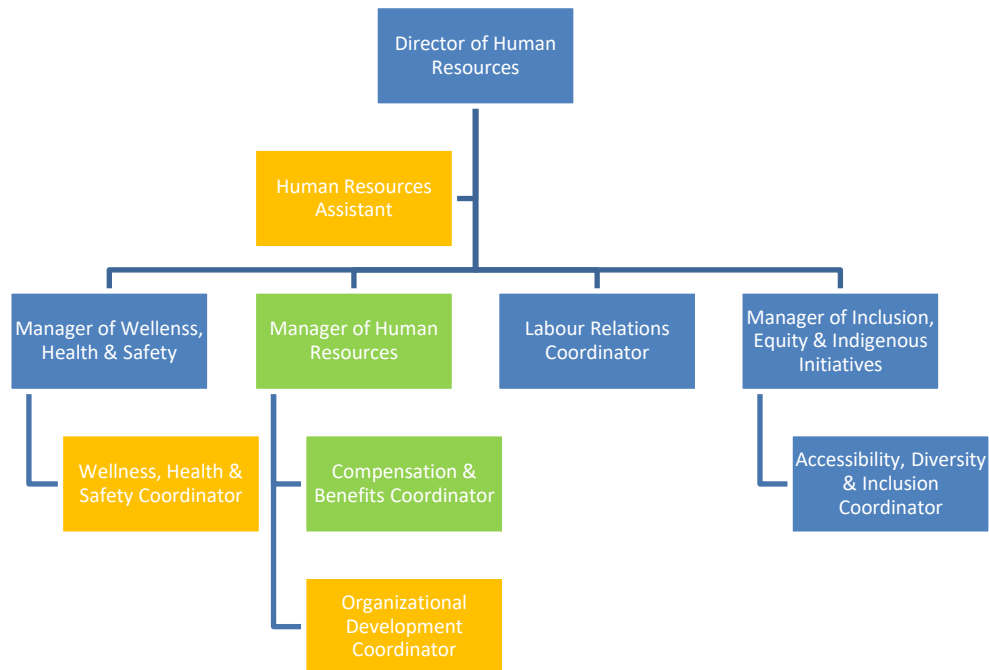 Director of Human
Resources
Human Resources
Assistant
Manager of Wellenss,
Health & Safety
Manager of Human
Resources
Labour Relations
Coordinator
Manager of Inclusion,
Equity & Indigenous
Initiatives
Wellness, Health &
Safety Coordinator
Compensation &
Benefits Coordinator
Accessibility, Diversity
& Inclusion
Coordinator
Organizational
Development
Coordinator